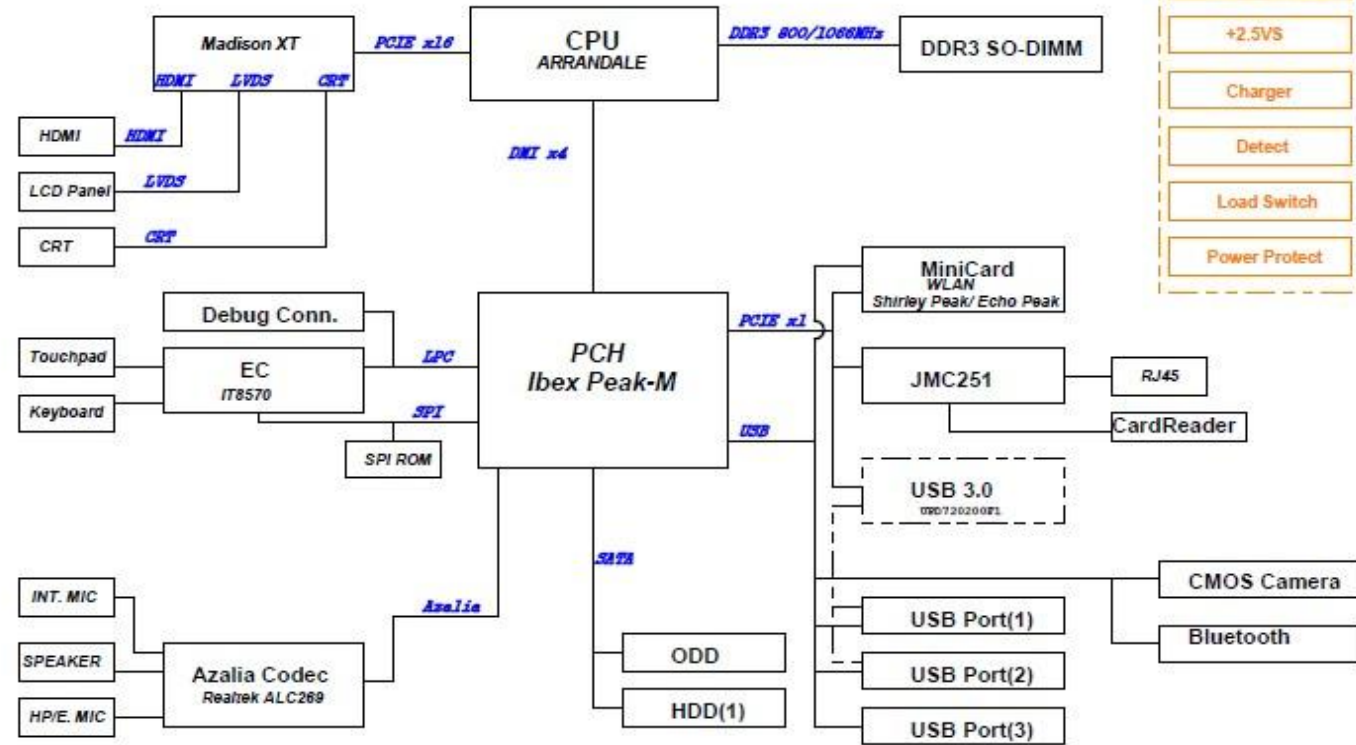 Madison XT
HDMI LVDS CRT
PCIE x16
CPU
ARRANDALE
DDR3 800/1066MHz
DDR3 SO-DIMM
+2.5VS
Charger
Detect
Load Switch
Power Protect
HDMI
HDMI
LCD Panel
LVDS
CRT
CRT
DMI x4
Debug Conn.
Touchpad
Keyboard
EC
IT8570
LPC
SPI
SPI ROM
PCH
Ibex Peak-M
PCIE x1
USB
MiniCard
WLAN
Shirley Peak/ Echo Peak
JMC251
RJ45
CardReader
USB 3.0
UPD720200F1
SATA
Azalia
INT. MIC
SPEAKER
HP/E. MIC
Azalia Codec
Realtek ALC269
ODD
HDD(1)
USB Port(1)
USB Port(2)
USB Port(3)
CMOS Camera
Bluetooth